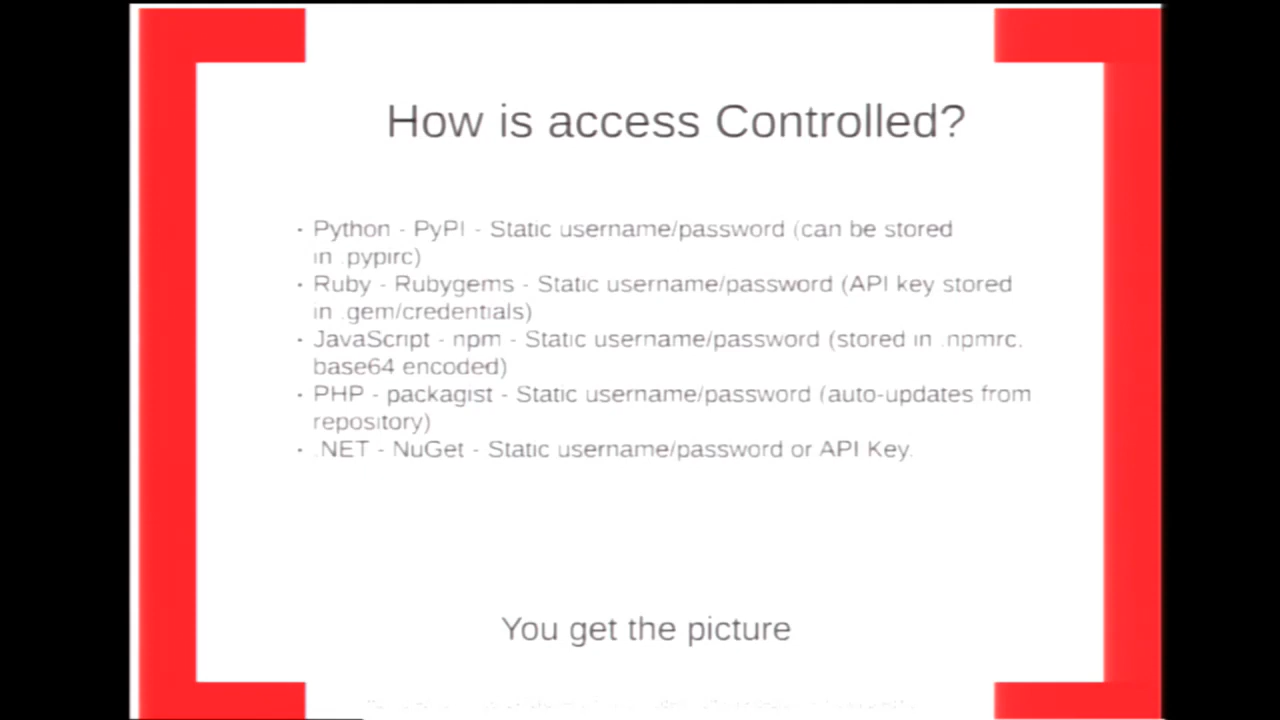 How is access Controlled?
· Python - PyPI - Static username/password (can be stored
in .pypirc)
· Ruby - Rubygems - Static username/password (API key stored
in .gem/credentials)
· JavaScript - npm - Static username/password (stored in .npmrc.
base64 encoded)
· PHP - packagist - Static username/password (auto-updates from
repository)
· .NET - NuGet - Static username/password or API Key.
You get the picture